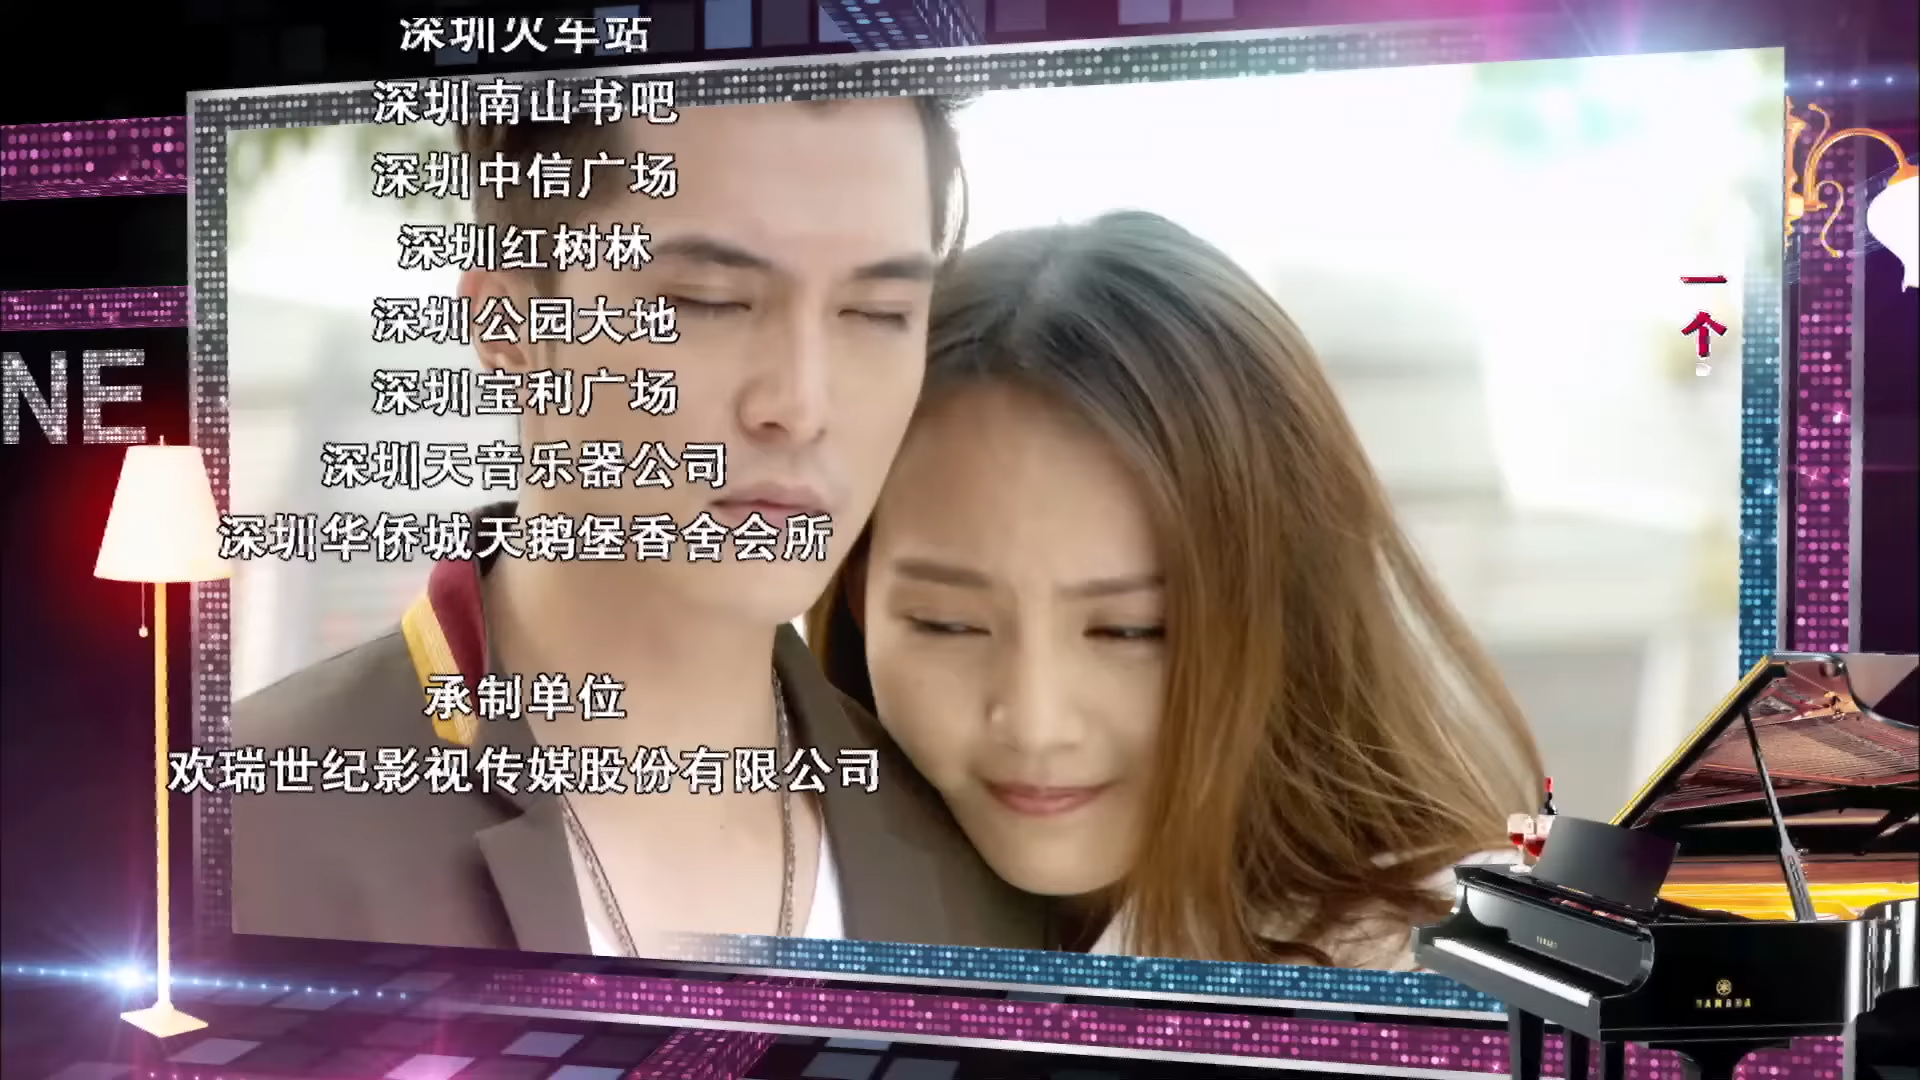 深圳火车站
深圳南山书吧
深圳中信广场
深圳红树林
深圳公园大地
深圳宝利广场
深圳天音乐器公司
深圳华侨城天鹅堡香舍会所
承制单位
欢瑞世纪影视传媒股份有限公司
一个
NE
YAMAHA